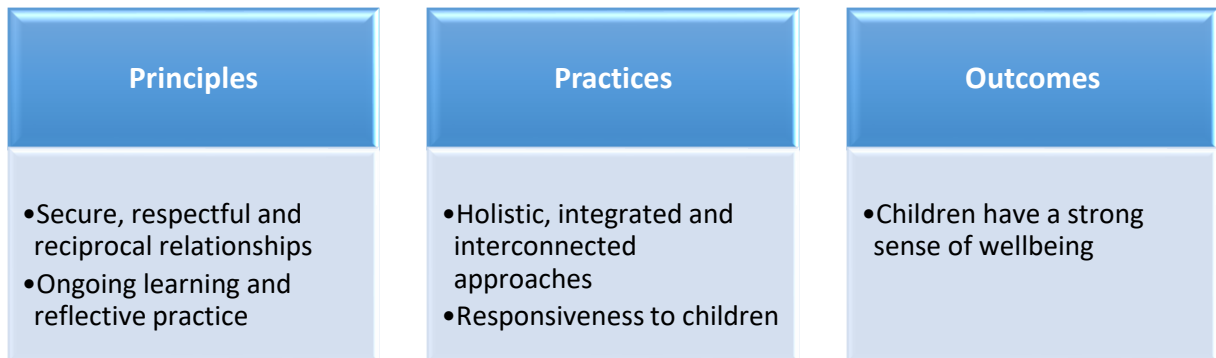 Principles
•Secure, respectful and
reciprocal relationships
•Ongoing learning and
reflective practice
Practices
•Holistic, integrated and
interconnected
approaches
•Responsiveness to children
Outcomes
•Children have a strong
sense of wellbeing